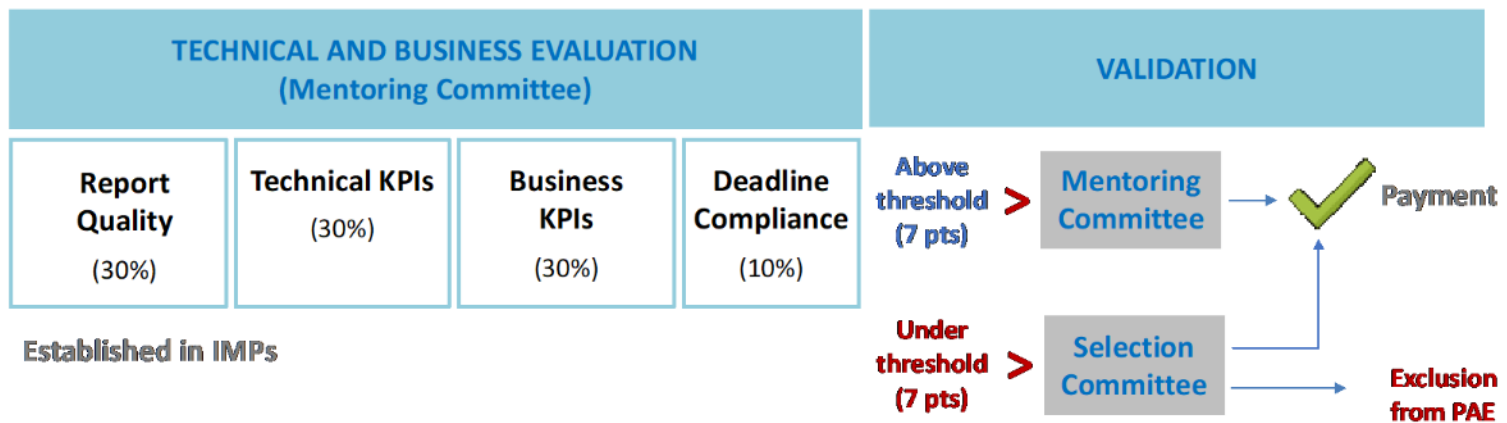 TECHNICAL AND BUSINESS EVALUATION
(Mentoring Committee)
VALIDATION
Report
Quality
(30%)
Technical KPIs
(30%)
Business
KPIs
(30%)
Deadline
Compliance
(10%)
Established in IMPs
Above
threshold
(7 pts)
>
Mentoring
Committee
Payment
Under
threshold
(7 pts)
>
Selection
Committee
Exclusion
from PAE